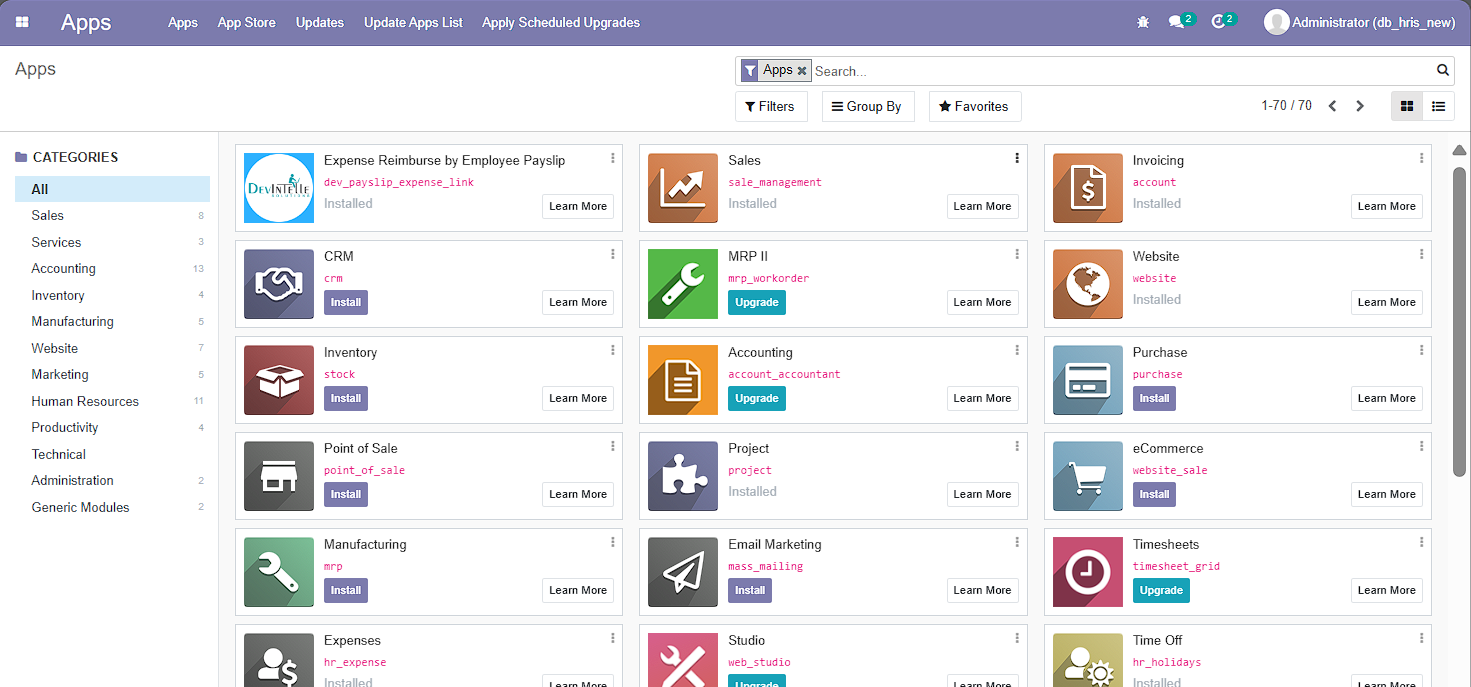 Apps
Apps
App Store
Updates
Update Apps List
Apply Scheduled Upgrades
2
2
Administrator (db_hris_new)
Apps
Apps
Search...
Filters
Group By
Favorites
1-70 / 70
CATEGORIES
All
Sales 8
Services 3
Accounting 13
Inventory 4
Manufacturing 5
Website 7
Marketing 5
Human Resources 11
Productivity 4
Technical
Administration 2
Generic Modules 2
DEVINTELLE
SOLUTIONS
Expense Reimburse by Employee Payslip
dev_payslip_expense_link
Installed
Learn More
Sales
sale_management
Installed
Learn More
Invoicing
account
Installed
Learn More
CRM
crm
Install
Learn More
MRP II
mrp_workorder
Upgrade
Learn More
Website
website
Installed
Learn More
Inventory
stock
Install
Learn More
Accounting
account_accountant
Upgrade
Learn More
Purchase
purchase
Install
Learn More
Point of Sale
point_of_sale
Install
Learn More
Project
project
Installed
Learn More
eCommerce
website_sale
Install
Learn More
Manufacturing
mrp
Install
Learn More
Email Marketing
mass_mailing
Install
Learn More
Timesheets
timesheet_grid
Upgrade
Learn More
Expenses
hr_expense
Installed
Learn More
Studio
web_studio
Upgrade
Learn More
Time Off
hr_holidays
Installed
Learn More